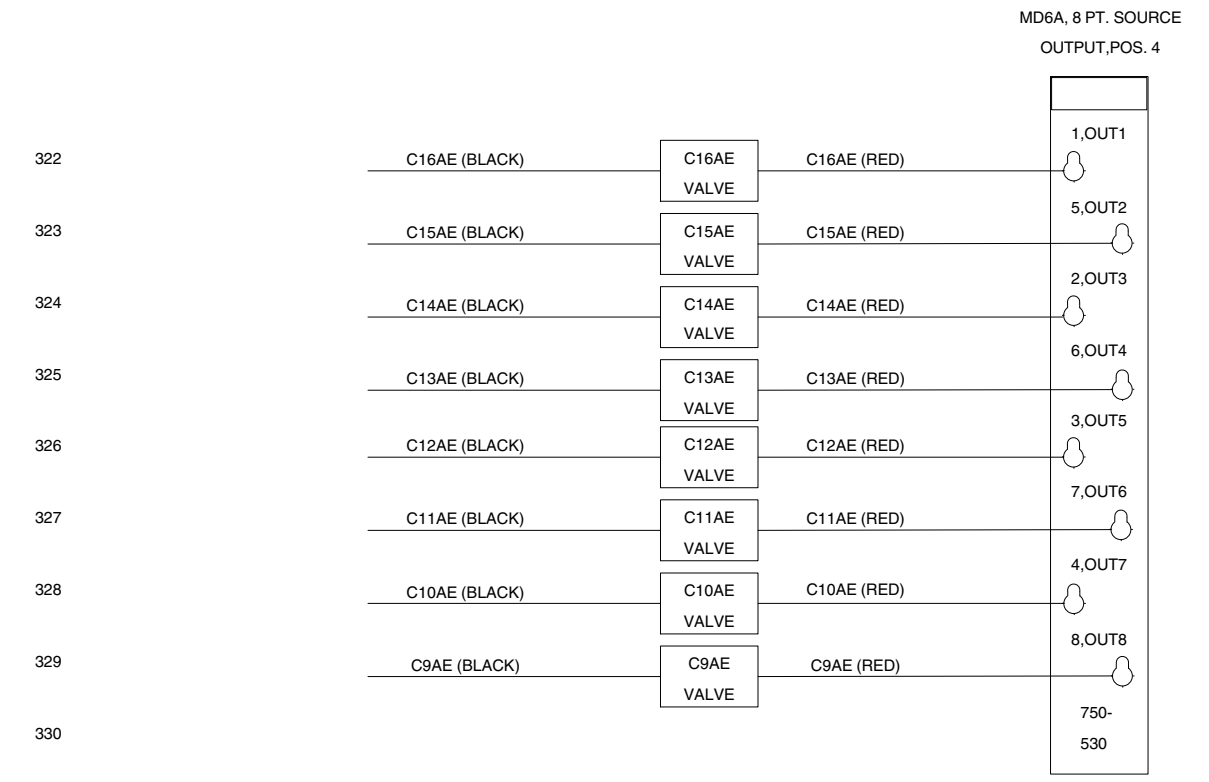 MD6A, 8 PT. SOURCE
OUTPUT,POS. 4
1,OUT1
322
C16AE (BLACK)
C16AE
VALVE
C16AE (RED)
5,OUT2
323
C15AE (BLACK)
C15AE
VALVE
C15AE (RED)
2,OUT3
324
C14AE (BLACK)
C14AE
VALVE
C14AE (RED)
6,OUT4
325
C13AE (BLACK)
C13AE
VALVE
C13AE (RED)
3,OUT5
326
C12AE (BLACK)
C12AE
VALVE
C12AE (RED)
7,OUT6
327
C11AE (BLACK)
C11AE
VALVE
C11AE (RED)
4,OUT7
328
C10AE (BLACK)
C10AE
VALVE
C10AE (RED)
8,OUT8
329
C9AE (BLACK)
C9AE
VALVE
C9AE (RED)
750-
530
330